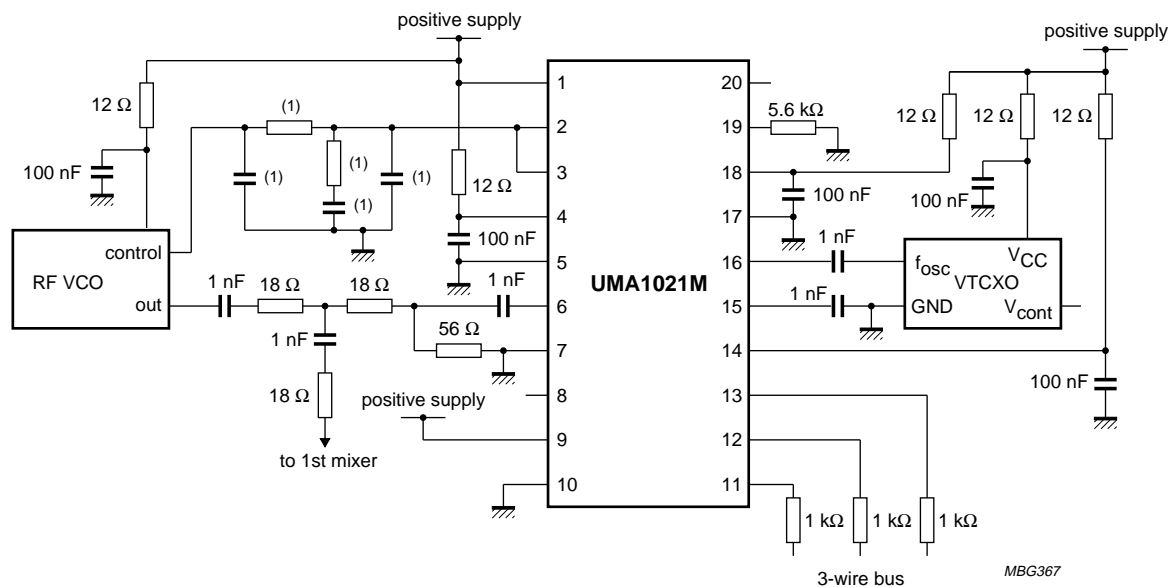 positive supply
positive supply
12 Ω
(1)
100 nF
(1)
(1)
(1)
(1)
12 Ω
100 nF
control
RF VCO
out
1 nF
18 Ω
18 Ω
1 nF
1 nF
56 Ω
18 Ω
to 1st mixer
positive supply
1
2
3
4
5
6
7
8
9
10
UMA1021M
20
19
18
17
16
15
14
13
12
11
5.6 kΩ
12 Ω
12 Ω
12 Ω
100 nF
100 nF
1 nF
1 nF
fosc
VCC
VTCXO
GND
Vcont
100 nF
1 kΩ
1 kΩ
1 kΩ
3-wire bus
MBG367